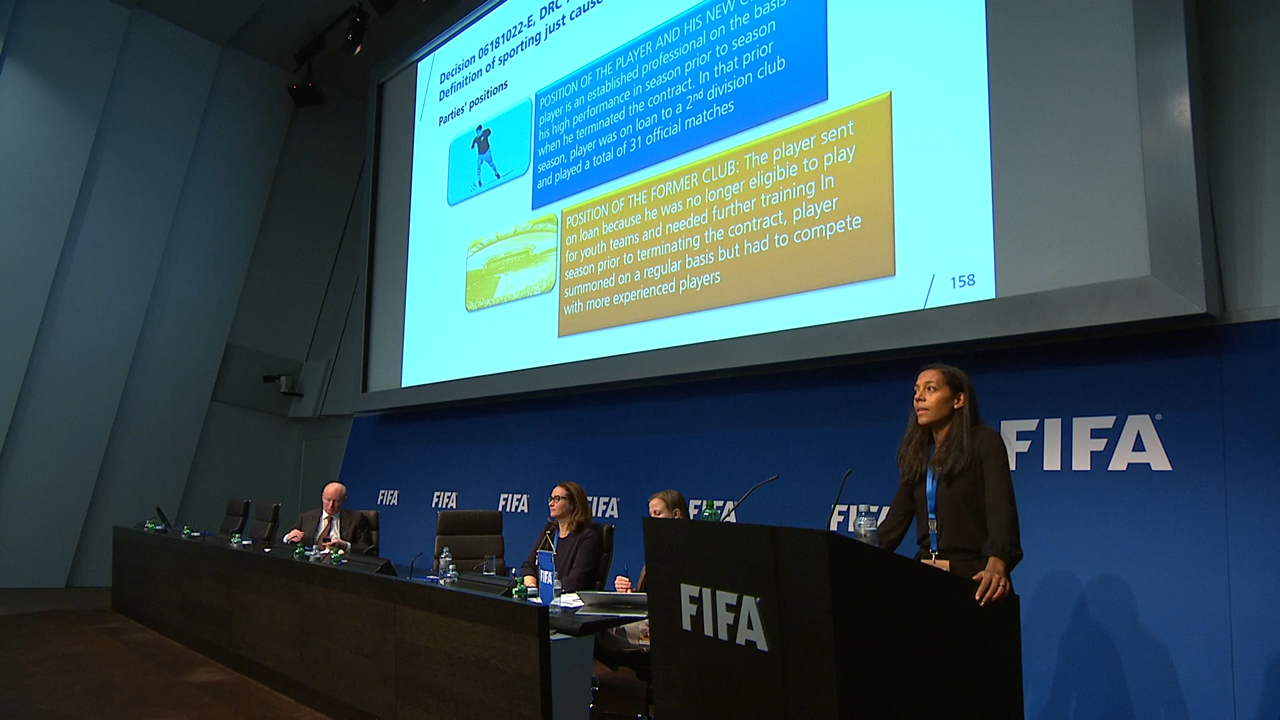 Decision 06181022-E, DRC
Definition of sporting just cause
Parties' positions
POSITION OF THE PLAYER AND HIS NEW
player is an established professional on the basis
his high performance in season prior to season
when he terminated the contract. In that prior
season, player was on loan to a 2nd division club
and played a total of 31 official matches
POSITION OF THE FORMER CLUB: The player sent
on loan because he was no longer eligible to play
for youth teams and needed further training In
season prior to terminating the contract, player
summoned on a regular basis but had to compete
with more experienced players
158
FIFA
FIFA
FIFA
FIFA
FIFA
FIFA
FIFA
FIFA
FIFA